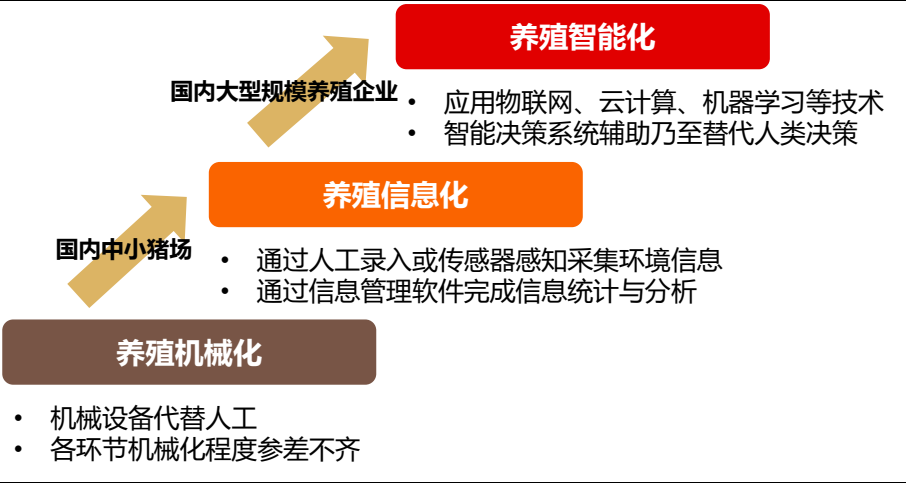 养殖智能化
国内大型规模养殖企业
• 应用物联网、云计算、机器学习等技术
• 智能决策系统辅助乃至替代人类决策
养殖信息化
国内中小猪场
• 通过人工录入或传感器感知采集环境信息
• 通过信息管理软件完成信息统计与分析
养殖机械化
• 机械设备代替人工
• 各环节机械化程度参差不齐